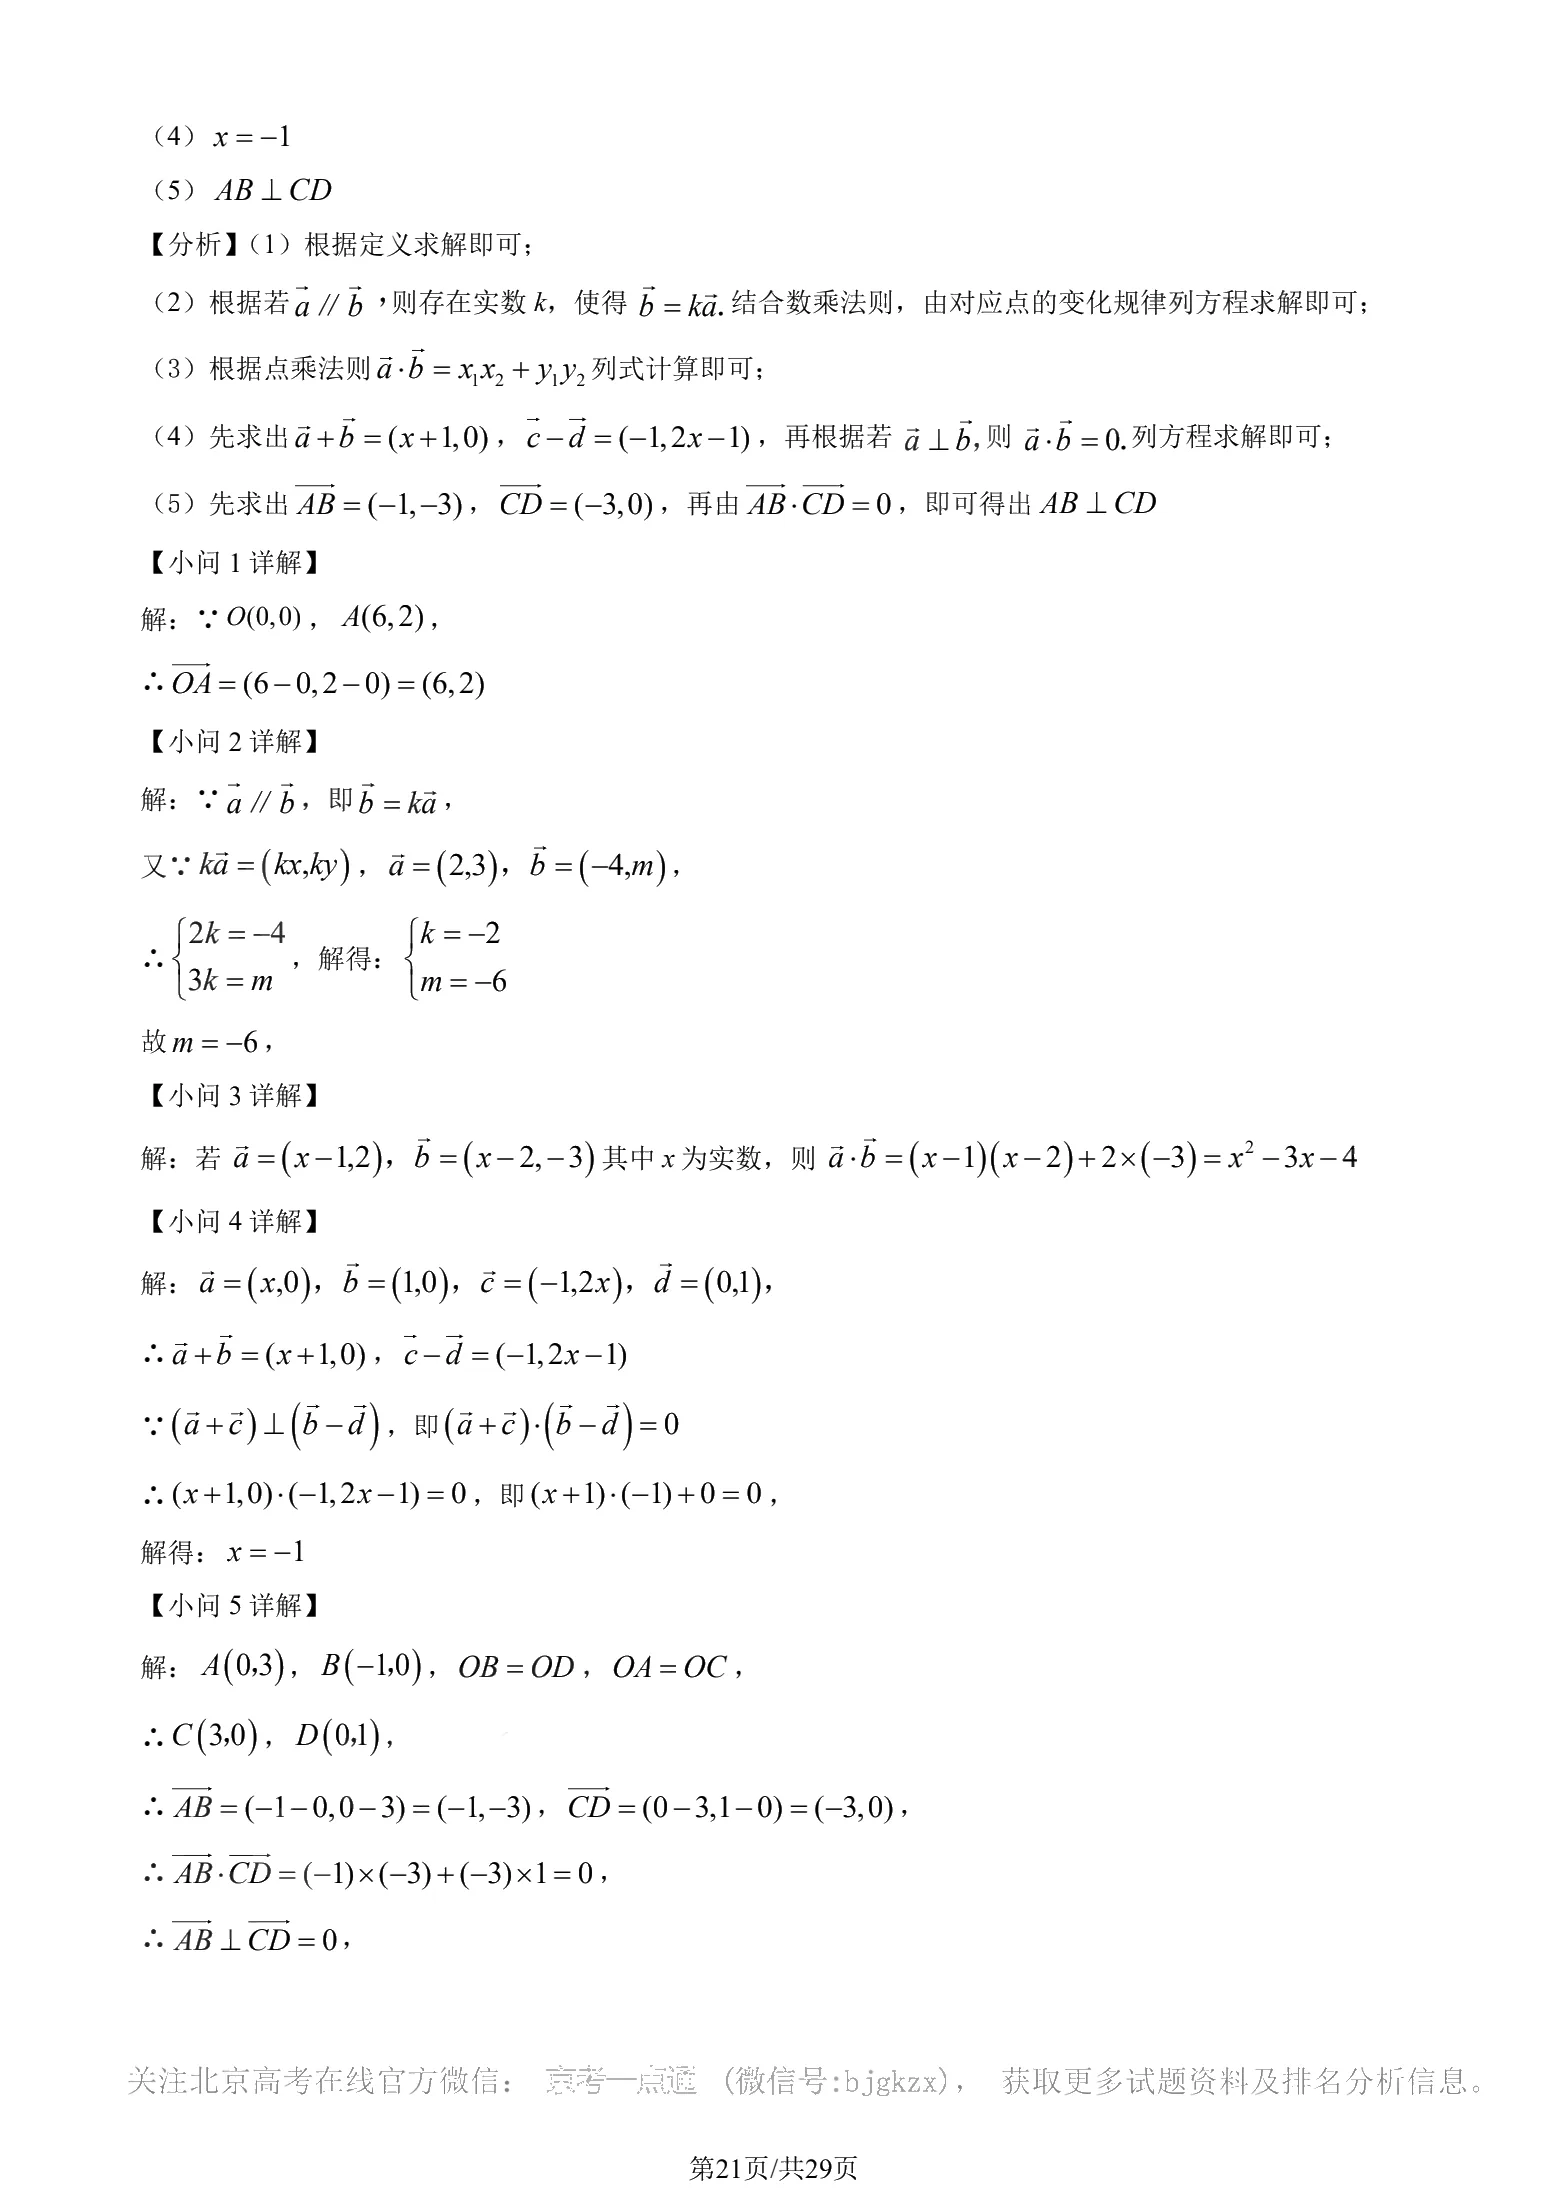 （4） x = −1
（5） AB ⊥ CD
【分析】（1）根据定义求解即可；
（2）根据若 a⃗ ∥ b⃗ ，则存在实数 k，使得 b⃗ = ka⃗. 结合数乘法则，由对应点的变化规律列方程求解即可；
（3）根据点乘法则 a⃗·b⃗ = x₁x₂ + y₁y₂ 列式计算即可；
（4）先求出 a⃗ + b⃗ = (x+1,0)，c⃗ − d⃗ = (−1,2x−1)，再根据若 a⃗ ⊥ b⃗,则 a⃗·b⃗ = 0. 列方程求解即可；
（5）先求出 AB⃗ = (−1,−3)，CD⃗ = (−3,0)，再由 AB⃗·CD⃗ = 0，即可得出 AB ⊥ CD
【小问 1 详解】
解：∵ O(0,0)，A(6,2)，
∴ OA⃗ = (6−0,2−0) = (6,2)
【小问 2 详解】
解：∵ a⃗ ∥ b⃗，即 b⃗ = ka⃗，
又∵ ka⃗ = (kx,ky)，a⃗ = (2,3)，b⃗ = (−4,m)，
∴ {2k = −4 3k = m ，解得：{k = −2 m = −6
故 m = −6，
【小问 3 详解】
解：若 a⃗ = (x−1,2)，b⃗ = (x−2,−3) 其中 x 为实数，则 a⃗·b⃗ = (x−1)(x−2)+2×(−3) = x²−3x−4
【小问 4 详解】
解：a⃗ = (x,0)，b⃗ = (1,0)，c⃗ = (−1,2x)，d⃗ = (0,1)，
∴ a⃗ + b⃗ = (x+1,0)，c⃗ − d⃗ = (−1,2x−1)
∵ (a⃗ + c⃗) ⊥ (b⃗ − d⃗)，即 (a⃗ + c⃗)·(b⃗ − d⃗) = 0
∴ (x+1,0)·(−1,2x−1) = 0，即 (x+1)·(−1)+0 = 0，
解得：x = −1
【小问 5 详解】
解：A(0,3)，B(−1,0)，OB = OD，OA = OC，
∴ C(3,0)，D(0,1)，
∴ AB⃗ = (−1−0,0−3) = (−1,−3)，CD⃗ = (0−3,1−0) = (−3,0)，
∴ AB⃗·CD⃗ = (−1)×(−3)+(−3)×1 = 0，
∴ AB⃗ ⊥ CD⃗ = 0，
关注北京高考在线官方微信： 京考一点通 (微信号:bjgkzx)， 获取更多试题资料及排名分析信息。
第21页/共29页